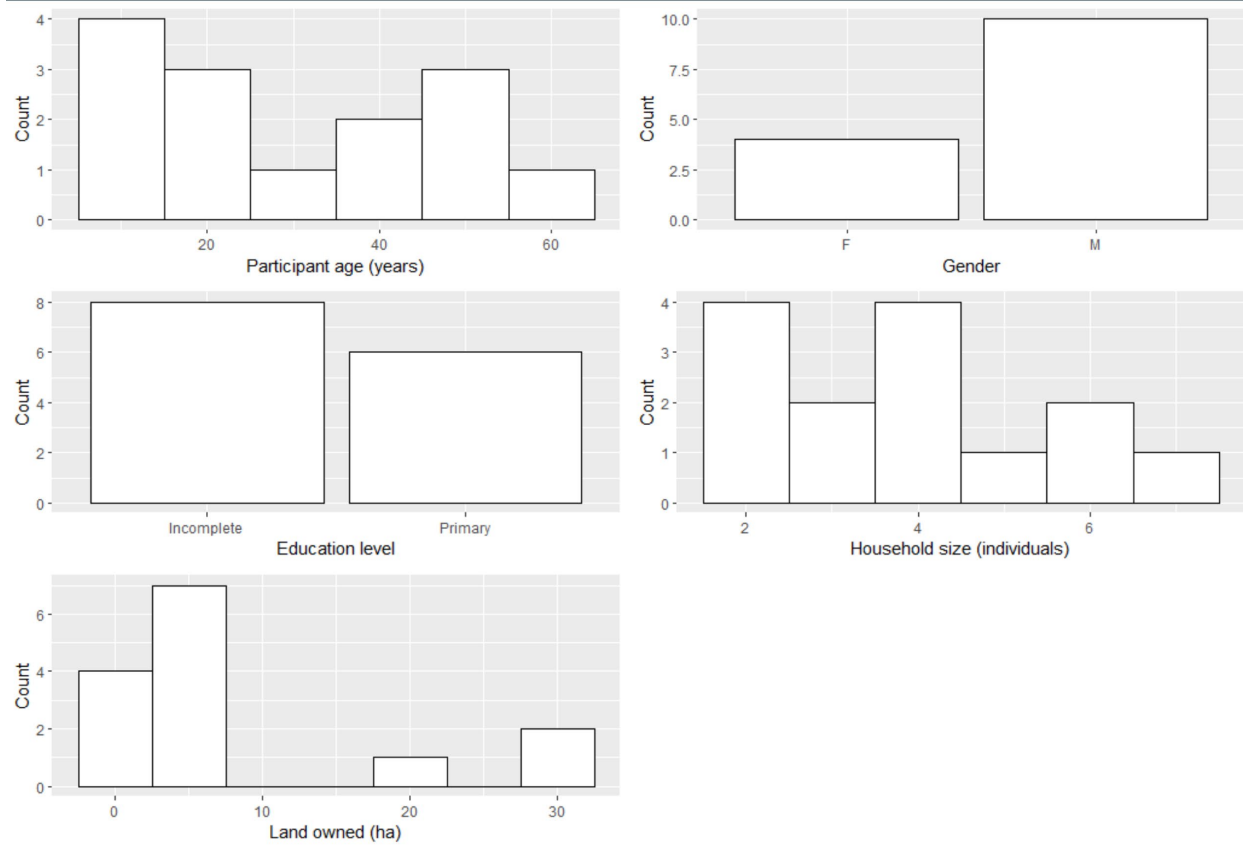 4
3
2
1
0
Count
20 40 60
Participant age (years)
10.0
7.5
5.0
2.5
0.0
Count
F M
Gender
8
6
4
2
0
Count
Incomplete Primary
Education level
4
3
2
1
0
Count
2 4 6
Household size (individuals)
6
4
2
0
Count
0 10 20 30
Land owned (ha)